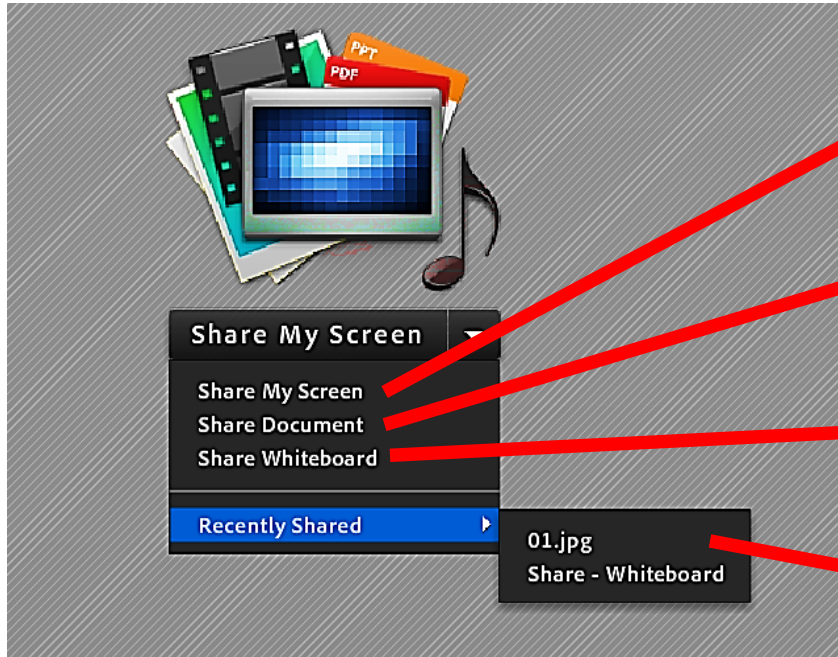 PPT
PDF
Share My Screen
Share My Screen
Share Document
Share Whiteboard
Recently Shared
01.jpg
Share - Whiteboard